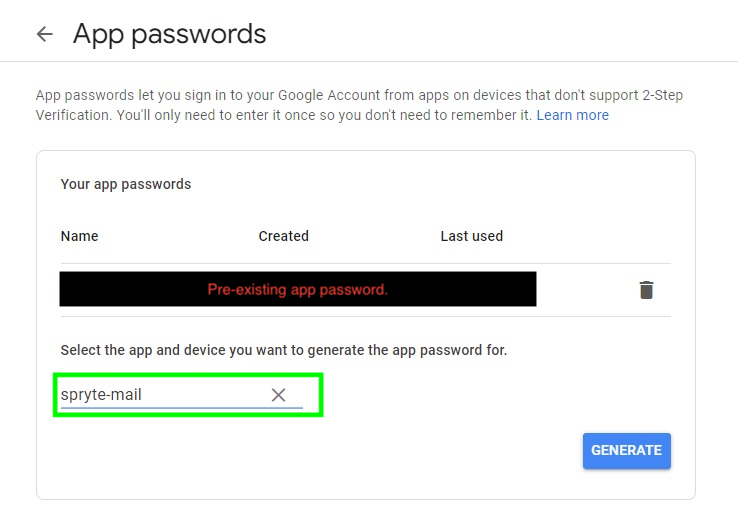 App passwords
App passwords let you sign in to your Google Account from apps on devices that don't support 2-Step
Verification. You'll only need to enter it once so you don't need to remember it. Learn more
Your app passwords
Name Created Last used
Pre-existing app password.
Select the app and device you want to generate the app password for.
spryte-mail
GENERATE